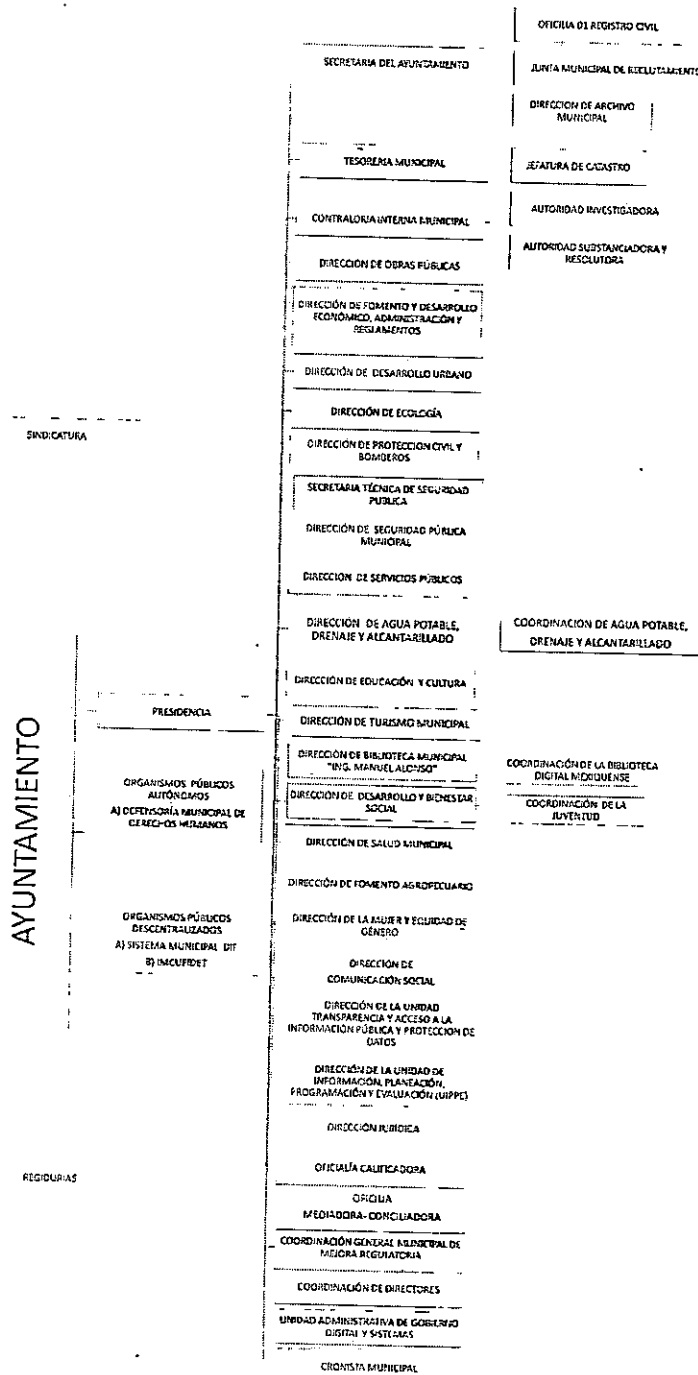 OFICILIA 01 REGISTRO CIVIL
SECRETARIA DEL AYUNTAMIENTO
JUNTA MUNICIPAL DE RECLUTAMIENTO
DIRECCION DE ARCHIVO
MUNICIPAL
TESORERIA MUNICIPAL
JEFATURA DE CATASTRO
CONTRALORIA INTERNA MUNICIPAL
AUTORIDAD INVESTIGADORA
AUTORIDAD SUBSTANCIADORA Y
RESOLUTORA
DIRECCIÓN DE OBRAS PÚBLICAS
DIRECCIÓN DE FOMENTO Y DESARROLLO
ECONÓMICO, ADMINISTRACIÓN Y
REGLAMENTOS
DIRECCIÓN DE DESARROLLO URBANO
DIRECCIÓN DE ECOLOGÍA
SINDICATURA
DIRECCIÓN DE PROTECCION CIVIL Y
BOMBEROS
SECRETARIA TÉCNICA DE SEGURIDAD
PUBLICA
DIRECCIÓN DE SEGURIDAD PÚBLICA
MUNICIPAL
DIRECCION DE SERVICIOS PÚBLICOS
DIRECCIÓN DE AGUA POTABLE,
DRENAJE Y ALCANTARILLADO
COORDINACION DE AGUA POTABLE,
DRENAJE Y ALCANTARILLADO
DIRECCIÓN DE EDUCACIÓN Y CULTURA
AYUNTAMIENTO
PRESIDENCIA
DIRECCIÓN DE TURISMO MUNICIPAL
DIRECCIÓN DE BIBLIOTECA MUNICIPAL
"ING. MANUEL ALONSO"
COORDINACIÓN DE LA BIBLIOTECA
DIGITAL MEXIQUENSE
ORGANISMOS PÚBLICOS
AUTÓNOMOS
A) DEFENSORÍA MUNICIPAL DE
DERECHOS HUMANOS
DIRECCIÓN DE DESARROLLO Y BIENESTAR
SOCIAL
COORDINACIÓN DE LA
JUVENTUD
DIRECCIÓN DE SALUD MUNICIPAL
DIRECCIÓN DE FOMENTO AGROPECUARIO
ORGANISMOS PÚBLICOS
DESCENTRALIZADOS
A) SISTEMA MUNICIPAL DIF
B) IMCUFIDET
DIRECCIÓN DE LA MUJER Y EQUIDAD DE
GÉNERO
DIRECCIÓN DE
COMUNICACIÓN SOCIAL
DIRECCIÓN DE LA UNIDAD
TRANSPARENCIA Y ACCESO A LA
INFORMACIÓN PÚBLICA Y PROTECCION DE
DATOS
DIRECCIÓN DE LA UNIDAD DE
INFORMACIÓN, PLANEACIÓN,
PROGRAMACIÓN Y EVALUACIÓN (UIPPE)
DIRECCIÓN JURÍDICA
OFICIALÍA CALIFICADORA
REGIDURIAS
OFICILIA
MEDIADORA- CONCILIADORA
COORDINACIÓN GENERAL MUNICIPAL DE
MEJORA REGULATORIA
COORDINACIÓN DE DIRECTORES
UNIDAD ADMINISTRATIVA DE GOBIERNO
DIGITAL Y SISTEMAS
CRONISTA MUNICIPAL